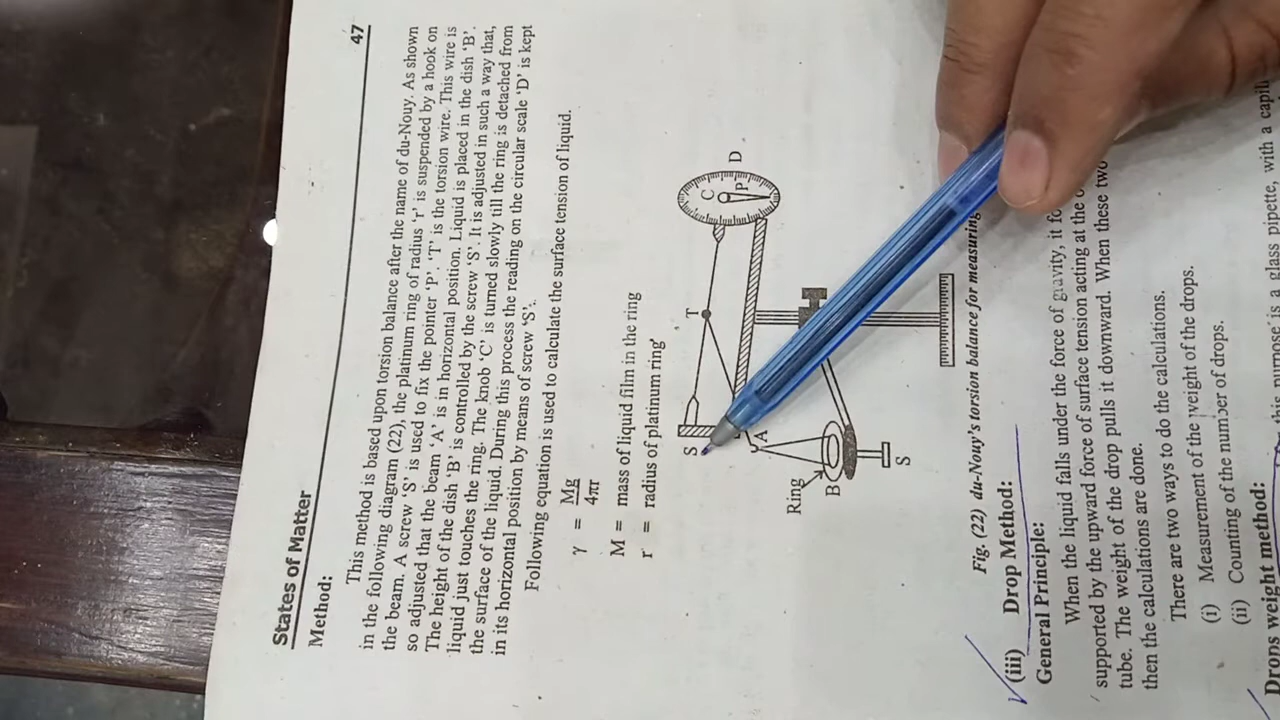 States of Matter
47
Method:
This method is based upon torsion balance after the name of du-Nouy. As shown
in the following diagram (22), the platinum ring of radius 'r' is suspended by a hook on
the beam. A screw 'S' is used to fix the pointer 'P'. 'T' is the torsion wire. This wire is
so adjusted that the beam 'A' is in horizontal position. Liquid is placed in the dish 'B'.
The height of the dish 'B' is controlled by the screw 'S'. It is adjusted in such a way that,
liquid just touches the ring. The knob 'C' is turned slowly till the ring is detached from
the surface of the liquid. During this process the reading on the circular scale 'D' is kept
in its horizontal position by means of screw 'S'.
Following equation is used to calculate the surface tension of liquid.
γ = Mg
4πr
M = mass of liquid film in the ring
r = radius of platinum ring
S
T
C
P
D
A
Ring
B
S
Fig. (22) du-Nouy's torsion balance for measuring
(iii) Drop Method:
General Principle:
When the liquid falls under the force of gravity, it
supported by the upward force of surface tension acting at the
tube. The weight of the drop pulls it downward. When these two
then the calculations are done.
There are two ways to do the calculations.
(i) Measurement of the weight of the drops.
(ii) Counting of the number of drops.
Drops weight method:
this purpose is a glass pipette, with a